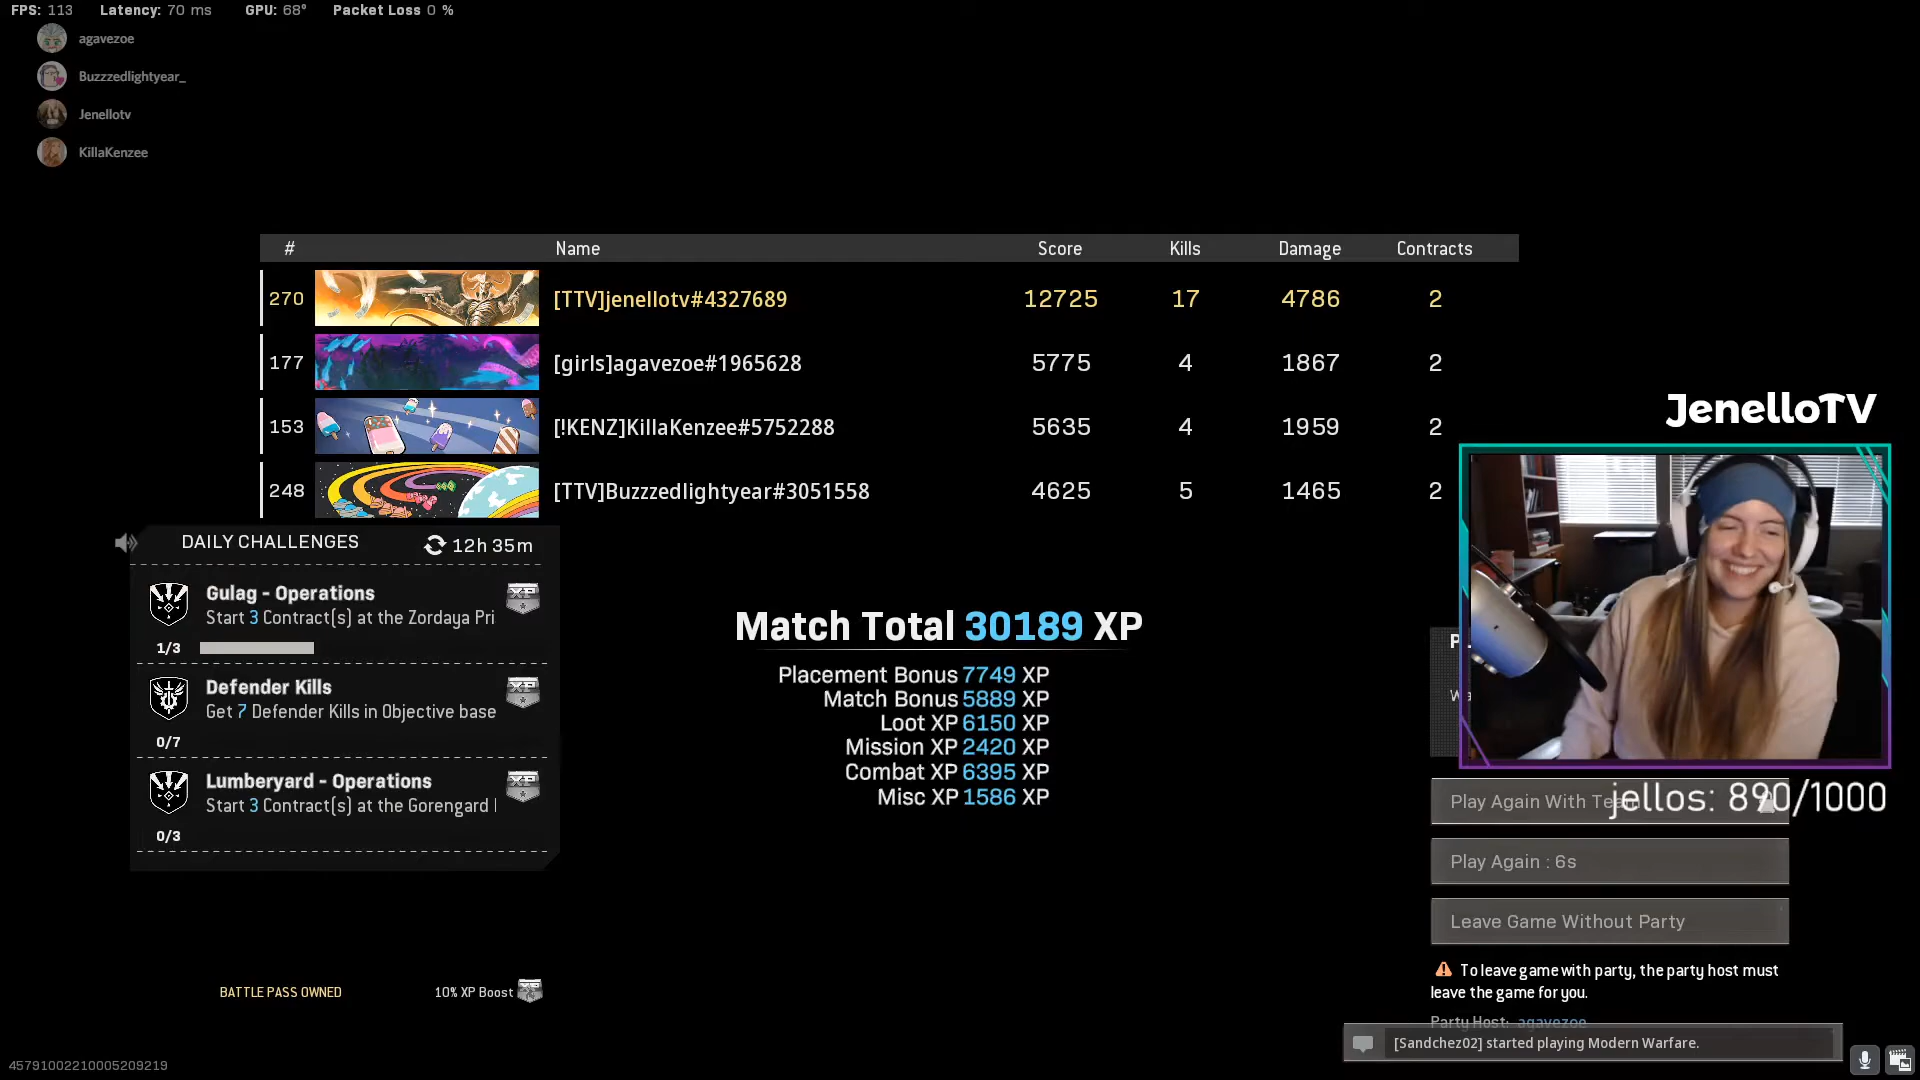 FPS: 113 Latency: 70 ms GPU: 68° Packet Loss 0 %
agavezoe
Buzzzedlightyear_
Jenellotv
KillaKenzee
# Name Score Kills Damage Contracts
270 [TTV]jenellotv#4327689 12725 17 4786 2
177 [girls]agavezoe#1965628 5775 4 1867 2
153 [!KENZ]KillaKenzee#5752288 5635 4 1959 2
248 [TTV]Buzzzedlightyear#3051558 4625 5 1465 2
JenelloTV
DAILY CHALLENGES 12h 35m
Gulag - Operations
Start 3 Contract(s) at the Zordaya Pri
1/3
XP
Defender Kills
Get 7 Defender Kills in Objective base
0/7
XP
Lumberyard - Operations
Start 3 Contract(s) at the Gorengard
0/3
XP
Match Total 30189 XP
Placement Bonus 7749 XP
Match Bonus 5889 XP
Loot XP 6150 XP
Mission XP 2420 XP
Combat XP 6395 XP
Misc XP 1586 XP
jellos: 890/1000
Play Again With Team
Play Again : 6s
Leave Game Without Party
To leave game with party, the party host must
leave the game for you.
Party Host: agavezoe
[Sandchez02] started playing Modern Warfare.
BATTLE PASS OWNED 10% XP Boost
45791002210005209219